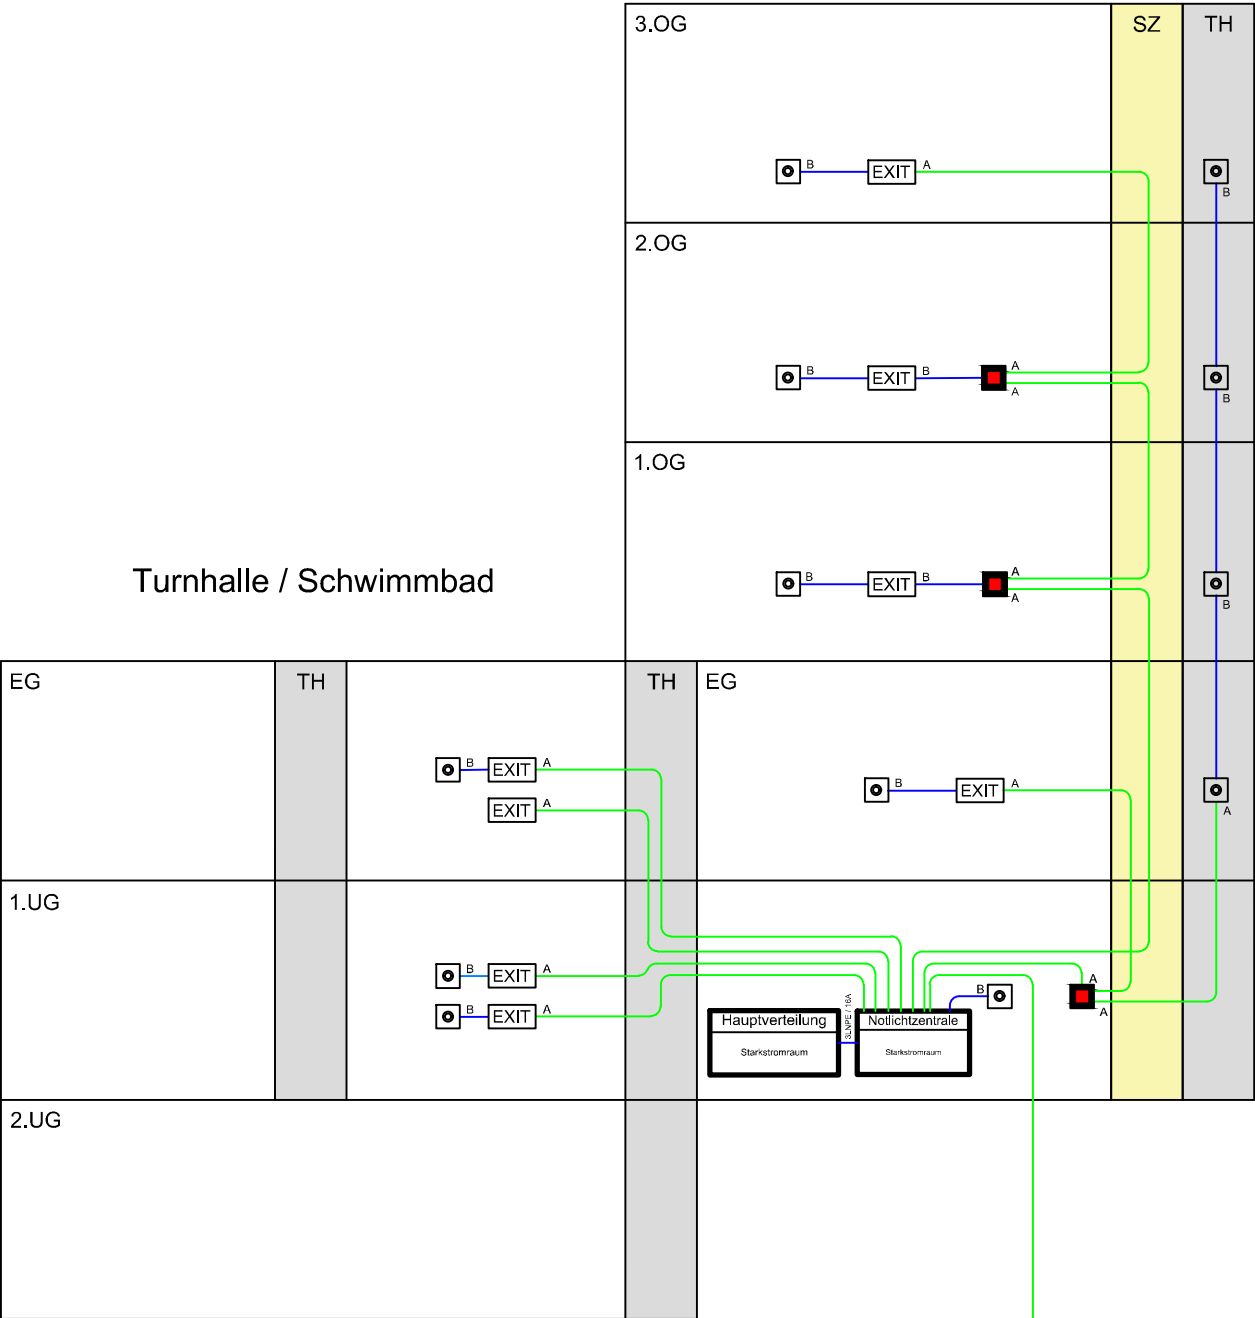 3.OG SZ TH
B EXIT A
B
2.OG
B EXIT B A
A
B
1.OG
Turnhalle / Schwimmbad
B EXIT B A
A
B
EG TH TH EG
B EXIT A
EXIT A
B EXIT A
A
1.UG
B EXIT A
B EXIT A
B
A
A
3LNPE / 16A
Hauptverteilung
Starkstromraum
Notlichtzentrale
Starkstromraum
2.UG